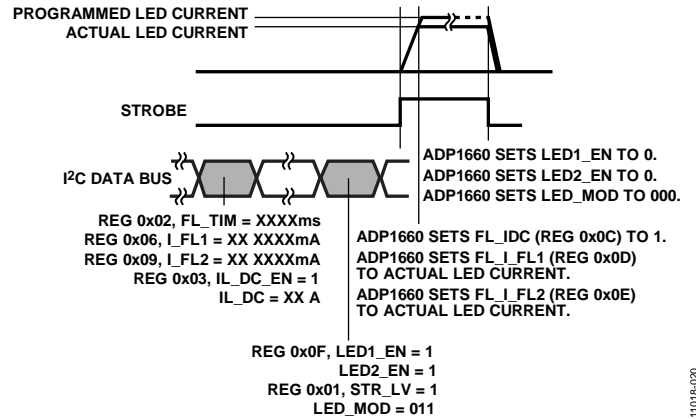 PROGRAMMED LED CURRENT
ACTUAL LED CURRENT
STROBE
I²C DATA BUS
ADP1660 SETS LED1_EN TO 0.
ADP1660 SETS LED2_EN TO 0.
ADP1660 SETS LED_MOD TO 000.
REG 0x02, FL_TIM = XXXXms
REG 0x06, I_FL1 = XX XXXXmA
REG 0x09, I_FL2 = XX XXXXmA
REG 0x03, IL_DC_EN = 1
IL_DC = XX A
ADP1660 SETS FL_IDC (REG 0x0C) TO 1.
ADP1660 SETS FL_I_FL1 (REG 0x0D)
TO ACTUAL LED CURRENT.
ADP1660 SETS FL_I_FL2 (REG 0x0E)
TO ACTUAL LED CURRENT.
REG 0x0F, LED1_EN = 1
LED2_EN = 1
REG 0x01, STR_LV = 1
LED_MOD = 011
11018-020